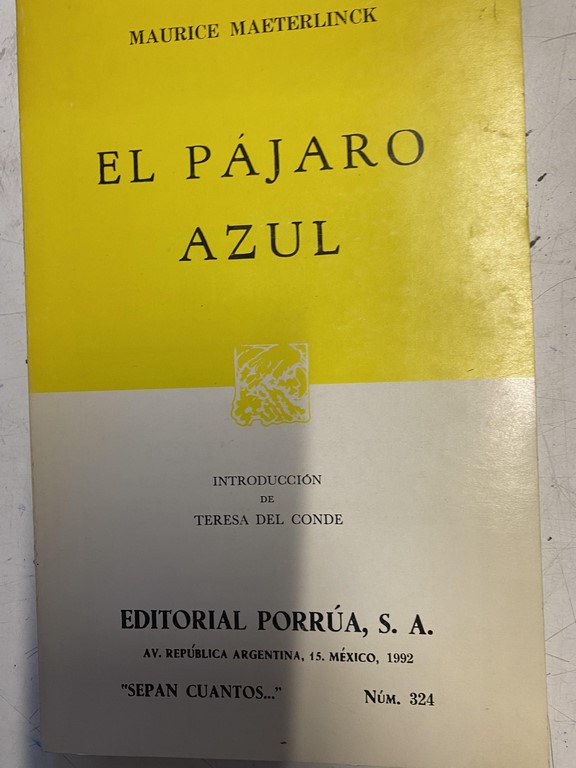 MAURICE MAETERLINCK
EL PÁJARO
AZUL
INTRODUCCIÓN
DE
TERESA DEL CONDE
EDITORIAL PORRÚA, S. A.
AV. REPÚBLICA ARGENTINA, 15. MÉXICO, 1992
"SEPAN CUANTOS..." NÚM. 324